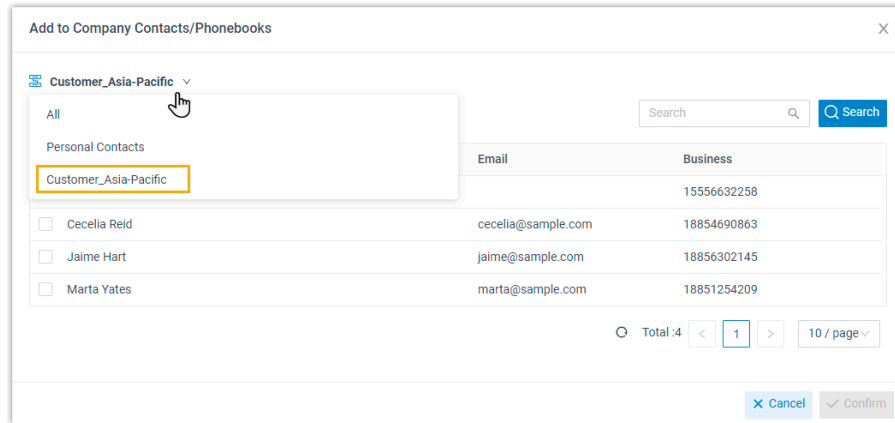 Add to Company Contacts/Phonebooks
Customer_Asia-Pacific
All
Search Search
Personal Contacts
Email Business
Customer_Asia-Pacific
15556632258
Cecelia Reid cecelia@sample.com 18854690863
Jaime Hart jaime@sample.com 18856302145
Marta Yates marta@sample.com 18851254209
Total :4 < 1 > 10 / page
Cancel Confirm